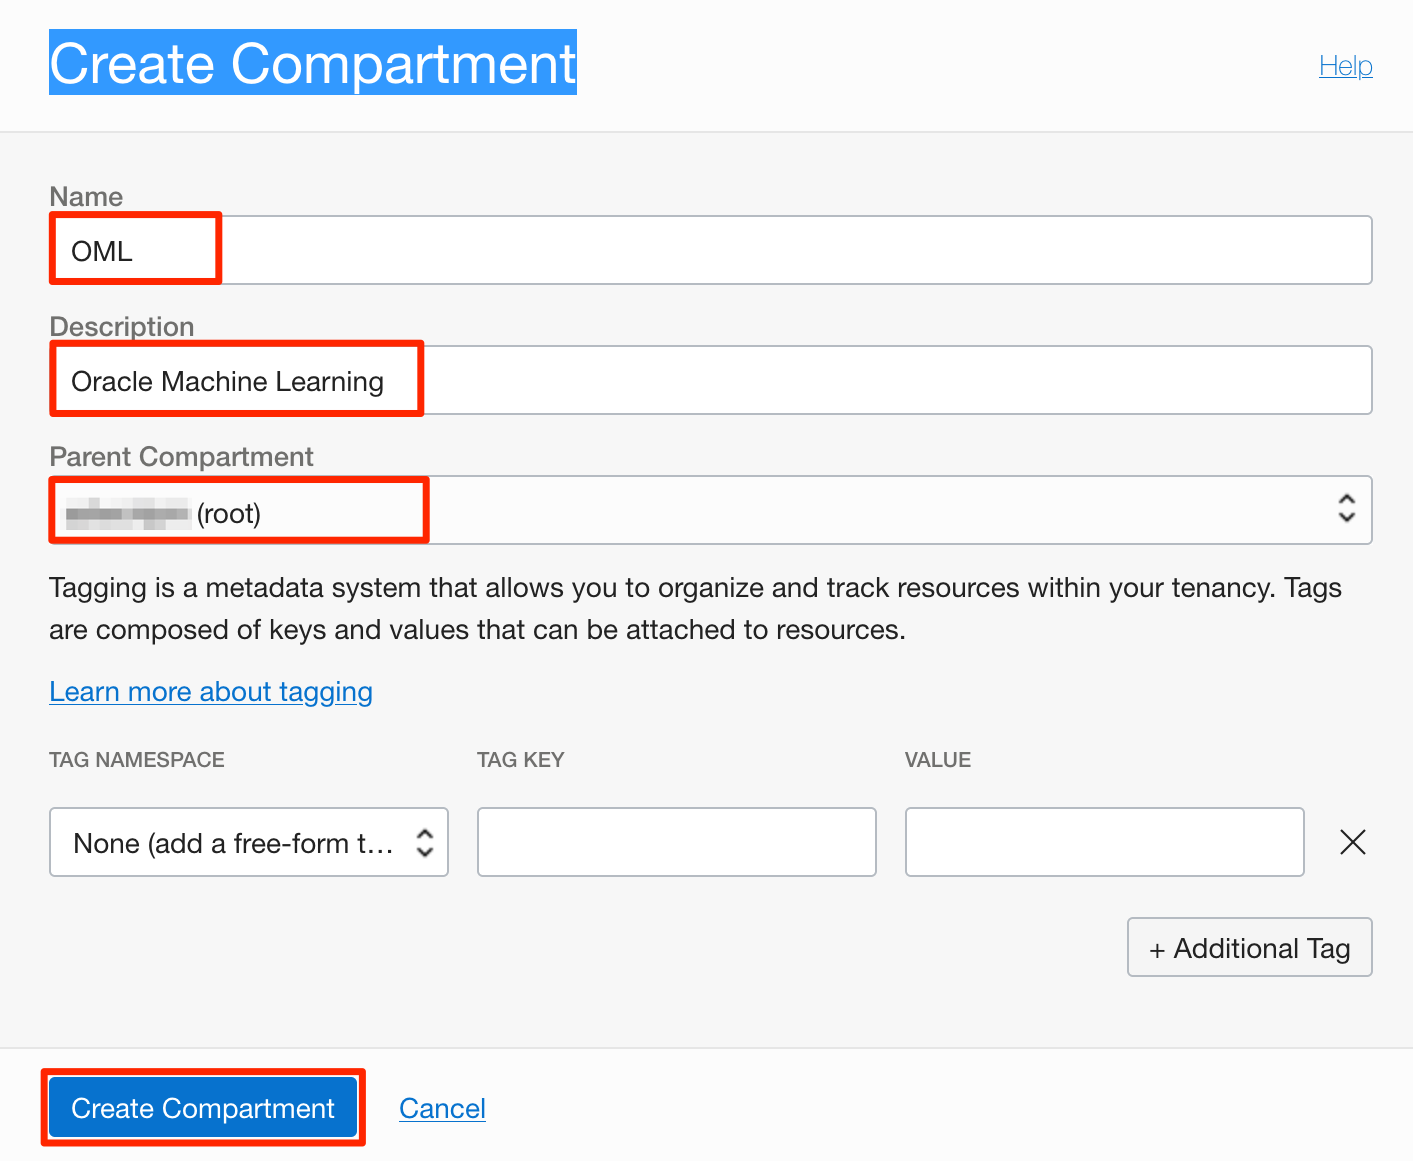 Create Compartment
Help
Name
OML
Description
Oracle Machine Learning
Parent Compartment
(root)
Tagging is a metadata system that allows you to organize and track resources within your tenancy. Tags
are composed of keys and values that can be attached to resources.
Learn more about tagging
TAG NAMESPACE TAG KEY VALUE
None (add a free-form t...
+ Additional Tag
Create Compartment Cancel